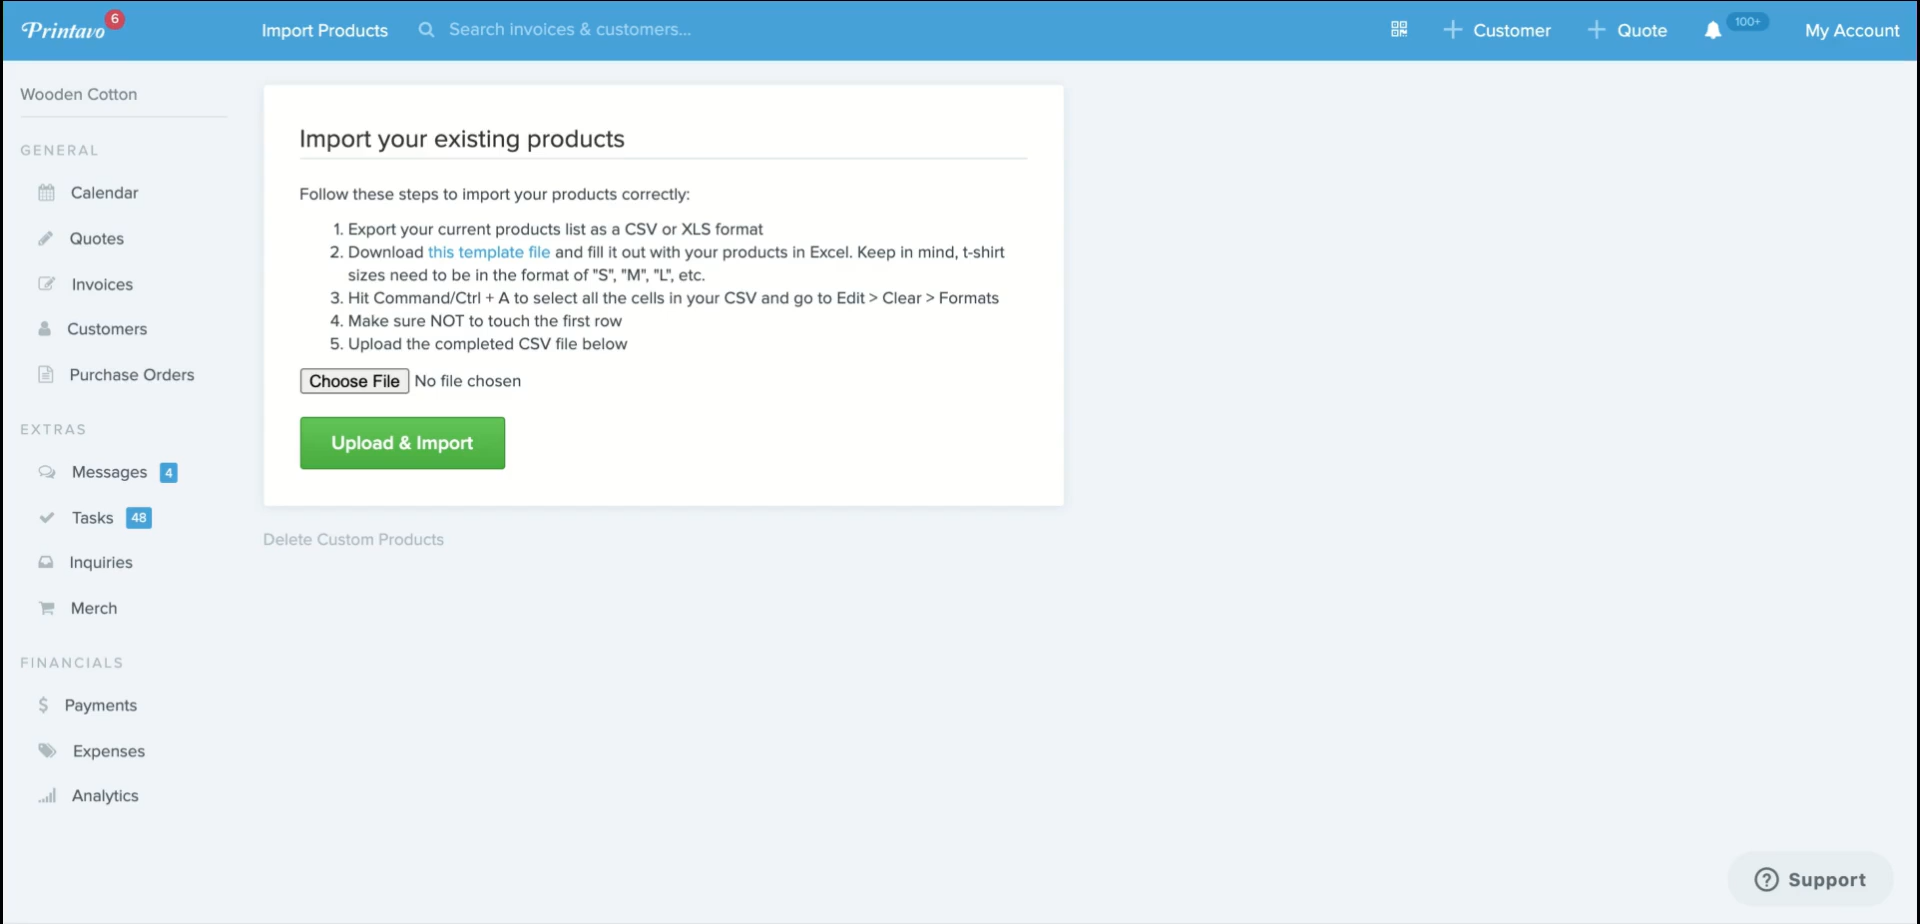 Printavo 6
Import Products
Search invoices & customers...
Customer
Quote
100+
My Account
Wooden Cotton
GENERAL
Calendar
Quotes
Invoices
Customers
Purchase Orders
EXTRAS
Messages 4
Tasks 48
Inquiries
Merch
FINANCIALS
Payments
Expenses
Analytics
Import your existing products
Follow these steps to import your products correctly:
1. Export your current products list as a CSV or XLS format
2. Download this template file and fill it out with your products in Excel. Keep in mind, t-shirt
sizes need to be in the format of "S", "M", "L", etc.
3. Hit Command/Ctrl + A to select all the cells in your CSV and go to Edit > Clear > Formats
4. Make sure NOT to touch the first row
5. Upload the completed CSV file below
Choose File No file chosen
Upload & Import
Delete Custom Products
Support